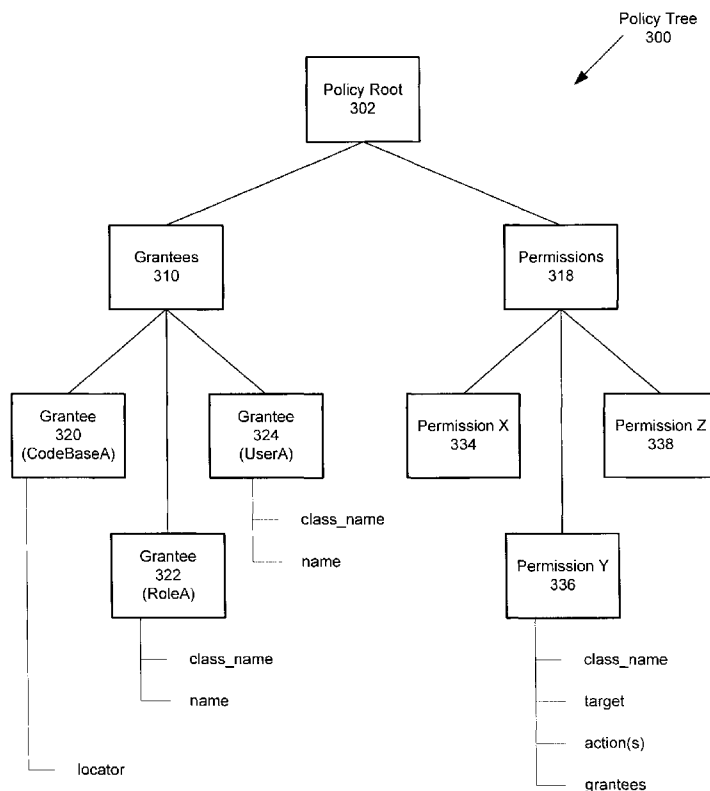 Policy Tree
300
Policy Root
302
Grantees
310
Permissions
318
Grantee
320
(CodeBaseA)
Grantee
324
(UserA)
Permission X
334
Permission Z
338
class_name
name
Grantee
322
(RoleA)
Permission Y
336
class_name
name
class_name
target
action(s)
grantees
locator